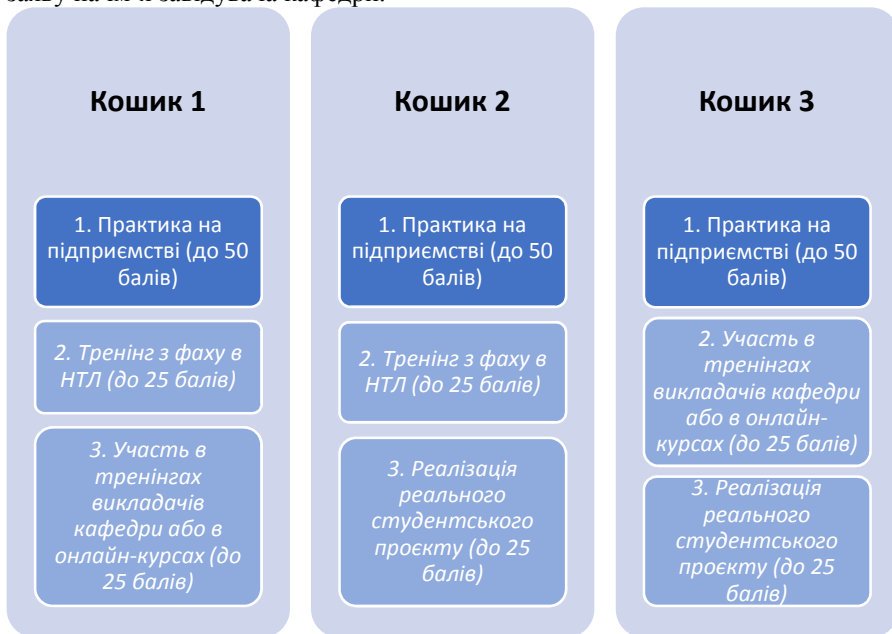 Кошик 1
1. Практика на
підприємстві (до 50
балів)
2. Тренінг з фаху в
НТЛ (до 25 балів)
3. Участь в
тренінгах
викладачів
кафедри або в
онлайн-курсах (до
25 балів)
Кошик 2
1. Практика на
підприємстві (до 50
балів)
2. Тренінг з фаху в
НТЛ (до 25 балів)
3. Реалізація
реального
студентського
проєкту (до 25
балів)
Кошик 3
1. Практика на
підприємстві (до 50
балів)
2. Участь в
тренінгах
викладачів кафедри
або в онлайн-
курсах (до 25 балів)
3. Реалізація
реального
студентського
проєкту (до 25
балів)